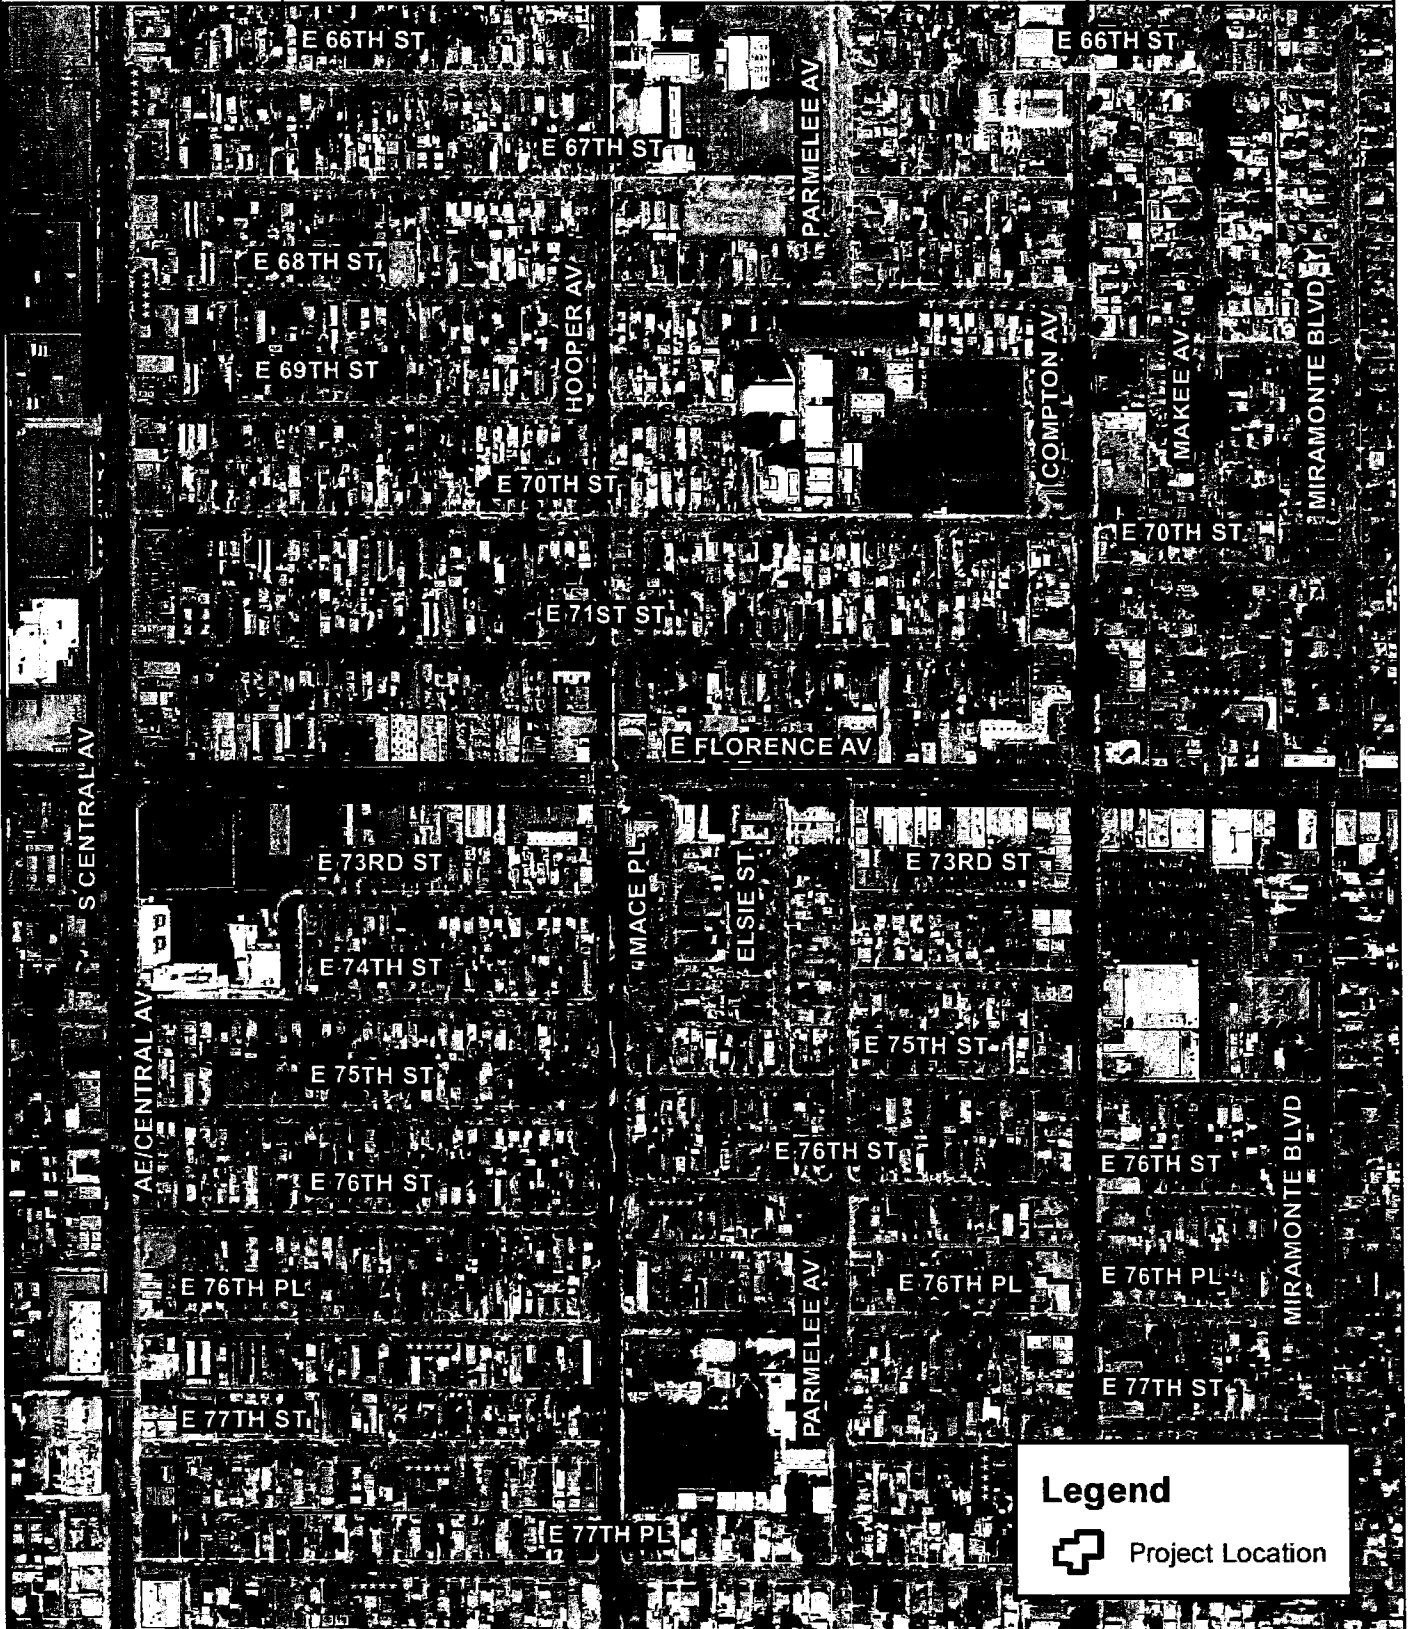 E 66TH ST
E 66TH ST
PARMELEE AV
E 67TH ST
E 68TH ST
HOOPER AV
MIRAMONTE BLVD
E 69TH ST
COMPTON AV
MAKEE AV
E 70TH ST
E 70TH ST
E 71ST ST
E FLORENCE AV
S CENTRAL AV
E 73RD ST
MACE PL
ELSIE ST
E 73RD ST
E 74TH ST
AE/CENTRAL AV
E 75TH ST
E 75TH ST
E 76TH ST
E 76TH ST
E 76TH ST
MIRAMONTE BLVD
E 76TH PL
PARMELEE AV
E 76TH PL
E 76TH PL
E 77TH ST
E 77TH ST
E 77TH PL
Legend
Project Location